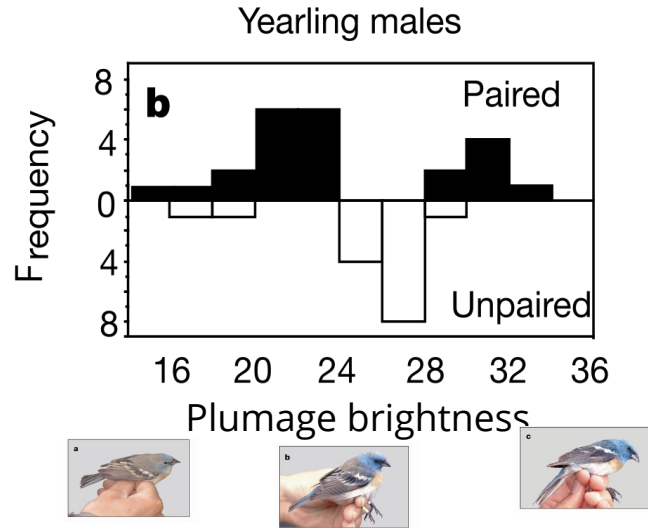 Yearling males
8
b
Paired
4
Frequency
0
4
Unpaired
8
16 20 24 28 32 36
Plumage brightness
a
b
c